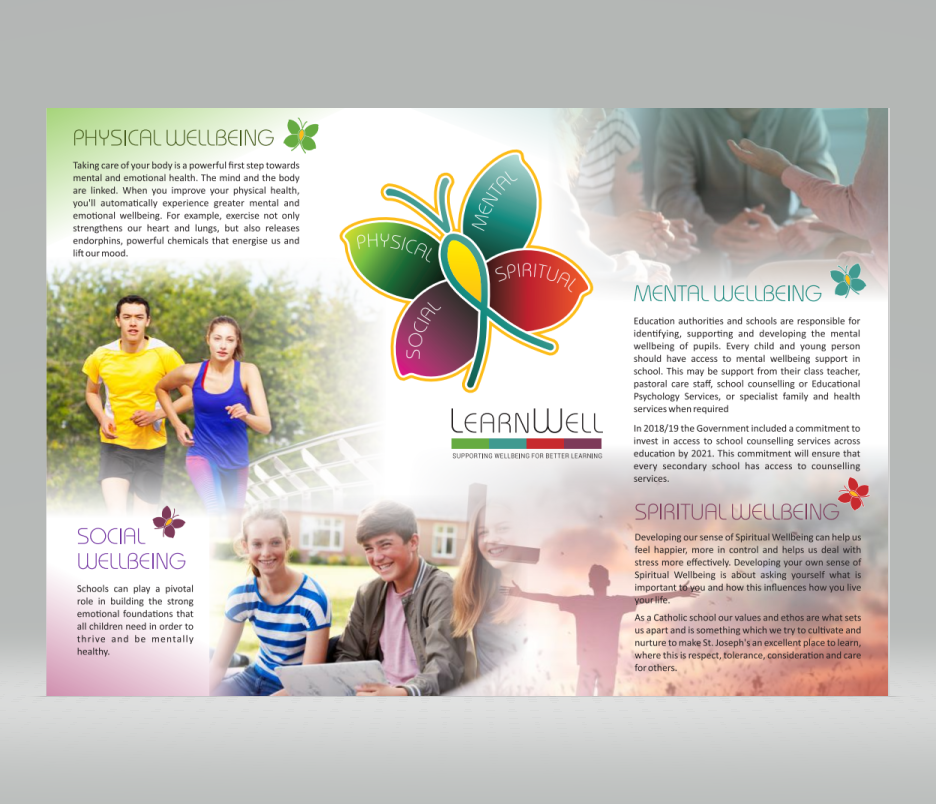 PHYSICAL WELLBEING
Taking care of your body is a powerful first step towards
mental and emotional health. The mind and the body
are linked. When you improve your physical health,
you'll automatically experience greater mental and
emotional wellbeing. For example, exercise not only
strengthens our heart and lungs, but also releases
endorphins, powerful chemicals that energise us and
lift our mood.
MENTAL
PHYSICAL
SPIRITUAL
SOCIAL
LEARNWELL
SUPPORTING WELLBEING FOR BETTER LEARNING
MENTAL WELLBEING
Education authorities and schools are responsible for
identifying, supporting and developing the mental
wellbeing of pupils. Every child and young person
should have access to mental wellbeing support in
school. This may be support from their class teacher,
pastoral care staff, school counselling or Educational
Psychology Services, or specialist family and health
services when required
In 2018/19 the Government included a commitment to
invest in access to school counselling services across
education by 2021. This commitment will ensure that
every secondary school has access to counselling
services.
SOCIAL
WELLBEING
Schools can play a pivotal
role in building the strong
emotional foundations that
all children need in order to
thrive and be mentally
healthy.
SPIRITUAL WELLBEING
Developing our sense of Spiritual Wellbeing can help us
feel happier, more in control and helps us deal with
stress more effectively. Developing your own sense of
Spiritual Wellbeing is about asking yourself what is
important to you and how this influences how you live
your life.
As a Catholic school our values and ethos are what sets
us apart and is something which we try to cultivate and
nurture to make St. Joseph's an excellent place to learn,
where this is respect, tolerance, consideration and care
for others.